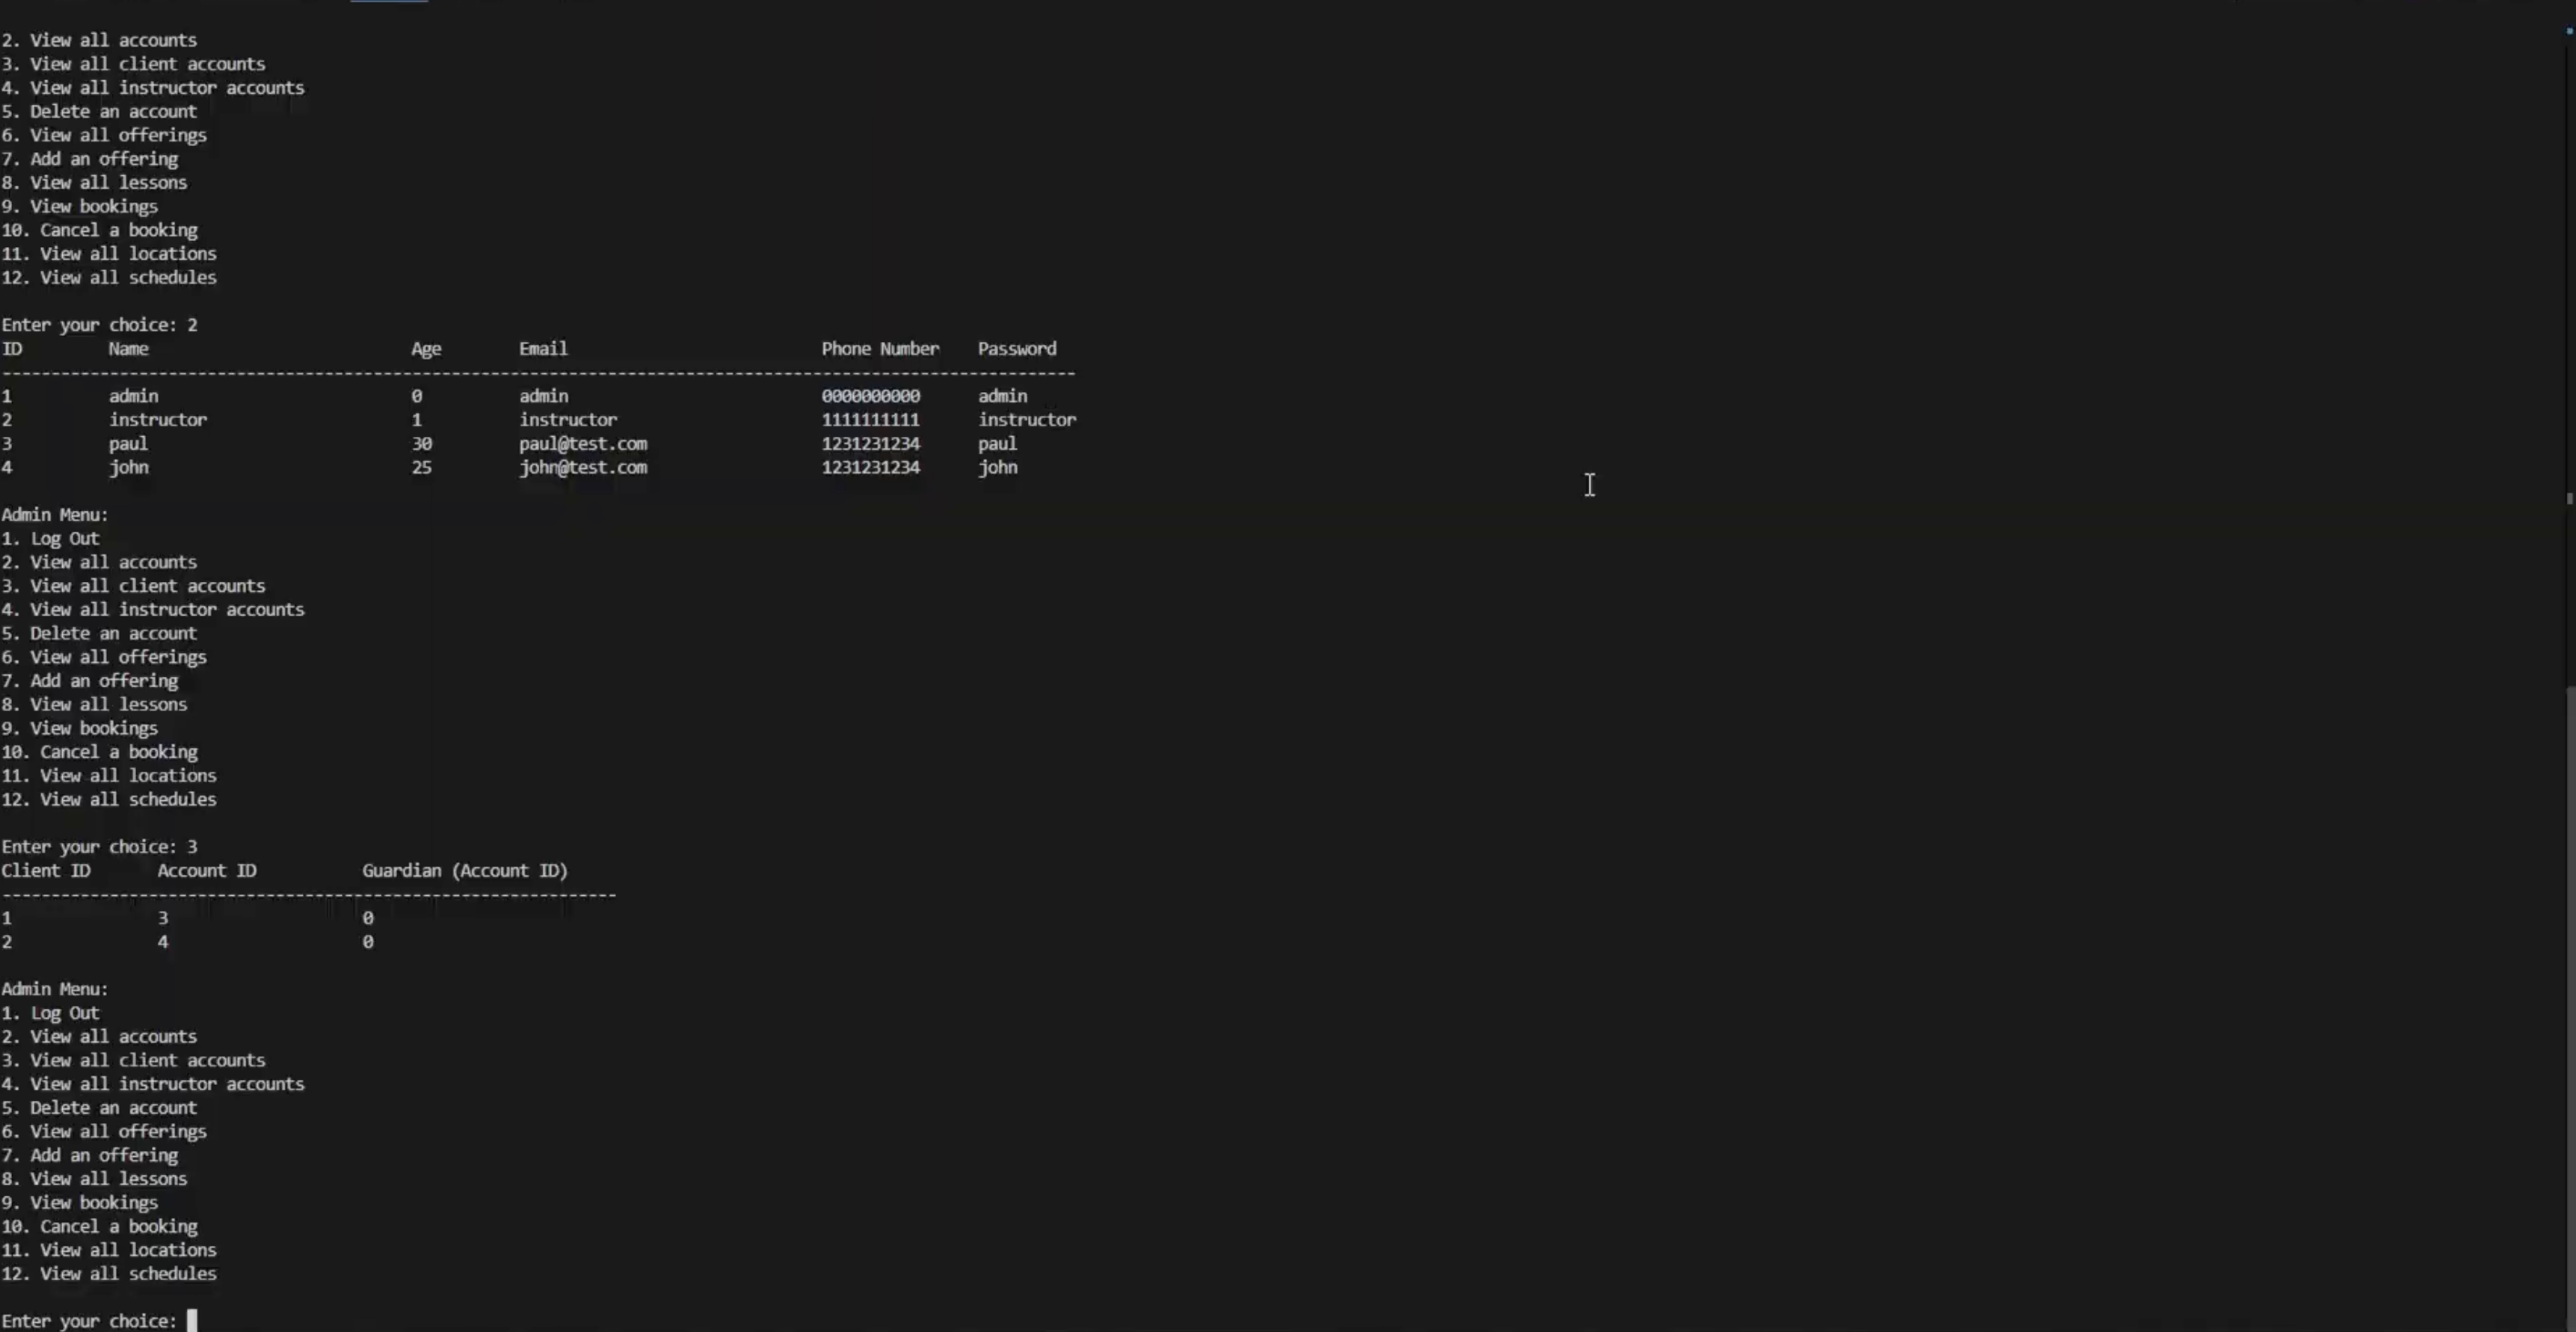 2. View all accounts
3. View all client accounts
4. View all instructor accounts
5. Delete an account
6. View all offerings
7. Add an offering
8. View all lessons
9. View bookings
10. Cancel a booking
11. View all locations
12. View all schedules
Enter your choice: 2
ID Name Age Email Phone Number Password
-------------------------------------------------------------------------------------------------------------
1 admin 0 admin 0000000000 admin
2 instructor 1 instructor 1111111111 instructor
3 paul 30 paul@test.com 1231231234 paul
4 john 25 john@test.com 1231231234 john
Admin Menu:
1. Log Out
2. View all accounts
3. View all client accounts
4. View all instructor accounts
5. Delete an account
6. View all offerings
7. Add an offering
8. View all lessons
9. View bookings
10. Cancel a booking
11. View all locations
12. View all schedules
Enter your choice: 3
Client ID Account ID Guardian (Account ID)
---------------------------------------------------------------
1 3 0
2 4 0
Admin Menu:
1. Log Out
2. View all accounts
3. View all client accounts
4. View all instructor accounts
5. Delete an account
6. View all offerings
7. Add an offering
8. View all lessons
9. View bookings
10. Cancel a booking
11. View all locations
12. View all schedules
Enter your choice: